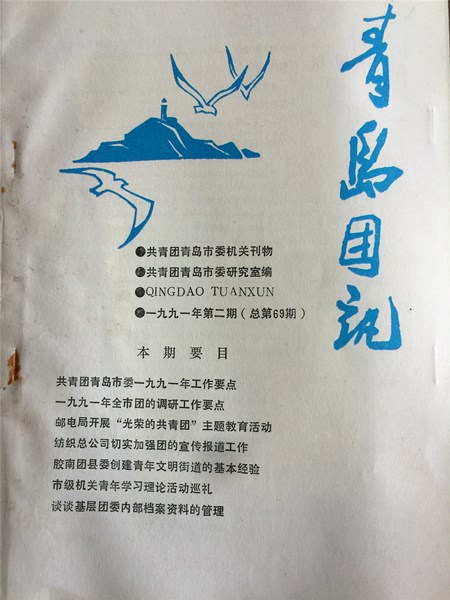 青岛团讯
●共青团青岛市委机关刊物
●共青团青岛市委研究室编
●QINGDAO TUANXUN
●一九九一年第二期(总第69期)
本期要目
共青团青岛市委一九九一年工作要点
一九九一年全市团的调研工作要点
邮电局开展“光荣的共青团”主题教育活动
纺织总公司切实加强团的宣传报道工作
胶南团县委创建青年文明街道的基本经验
市级机关青年学习理论活动巡礼
谈谈基层团委内部档案资料的管理